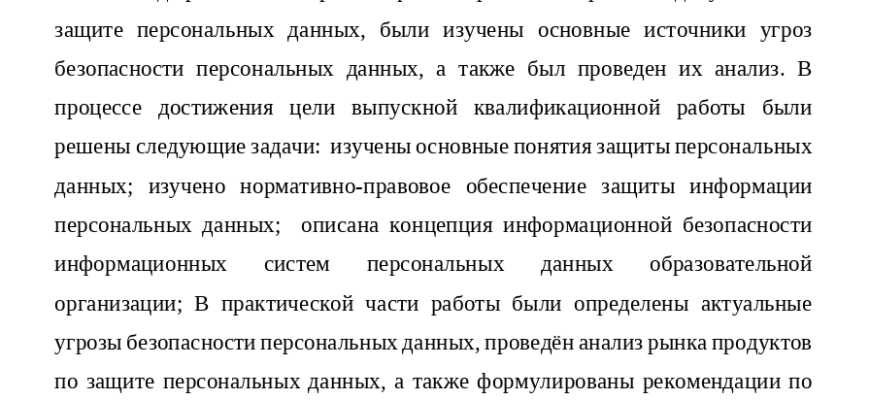 защите персональных данных, были изучены основные источники угроз
безопасности персональных данных, а также был проведен их анализ. В
процессе достижения цели выпускной квалификационной работы были
решены следующие задачи:  изучены основные понятия защиты персональных
данных; изучено нормативно-правовое обеспечение защиты информации
персональных данных;  описана концепция информационной безопасности
информационных систем персональных данных образовательной
организации; В практической части работы были определены актуальные
угрозы безопасности персональных данных, проведён анализ рынка продуктов
по защите персональных данных, а также формулированы рекомендации по